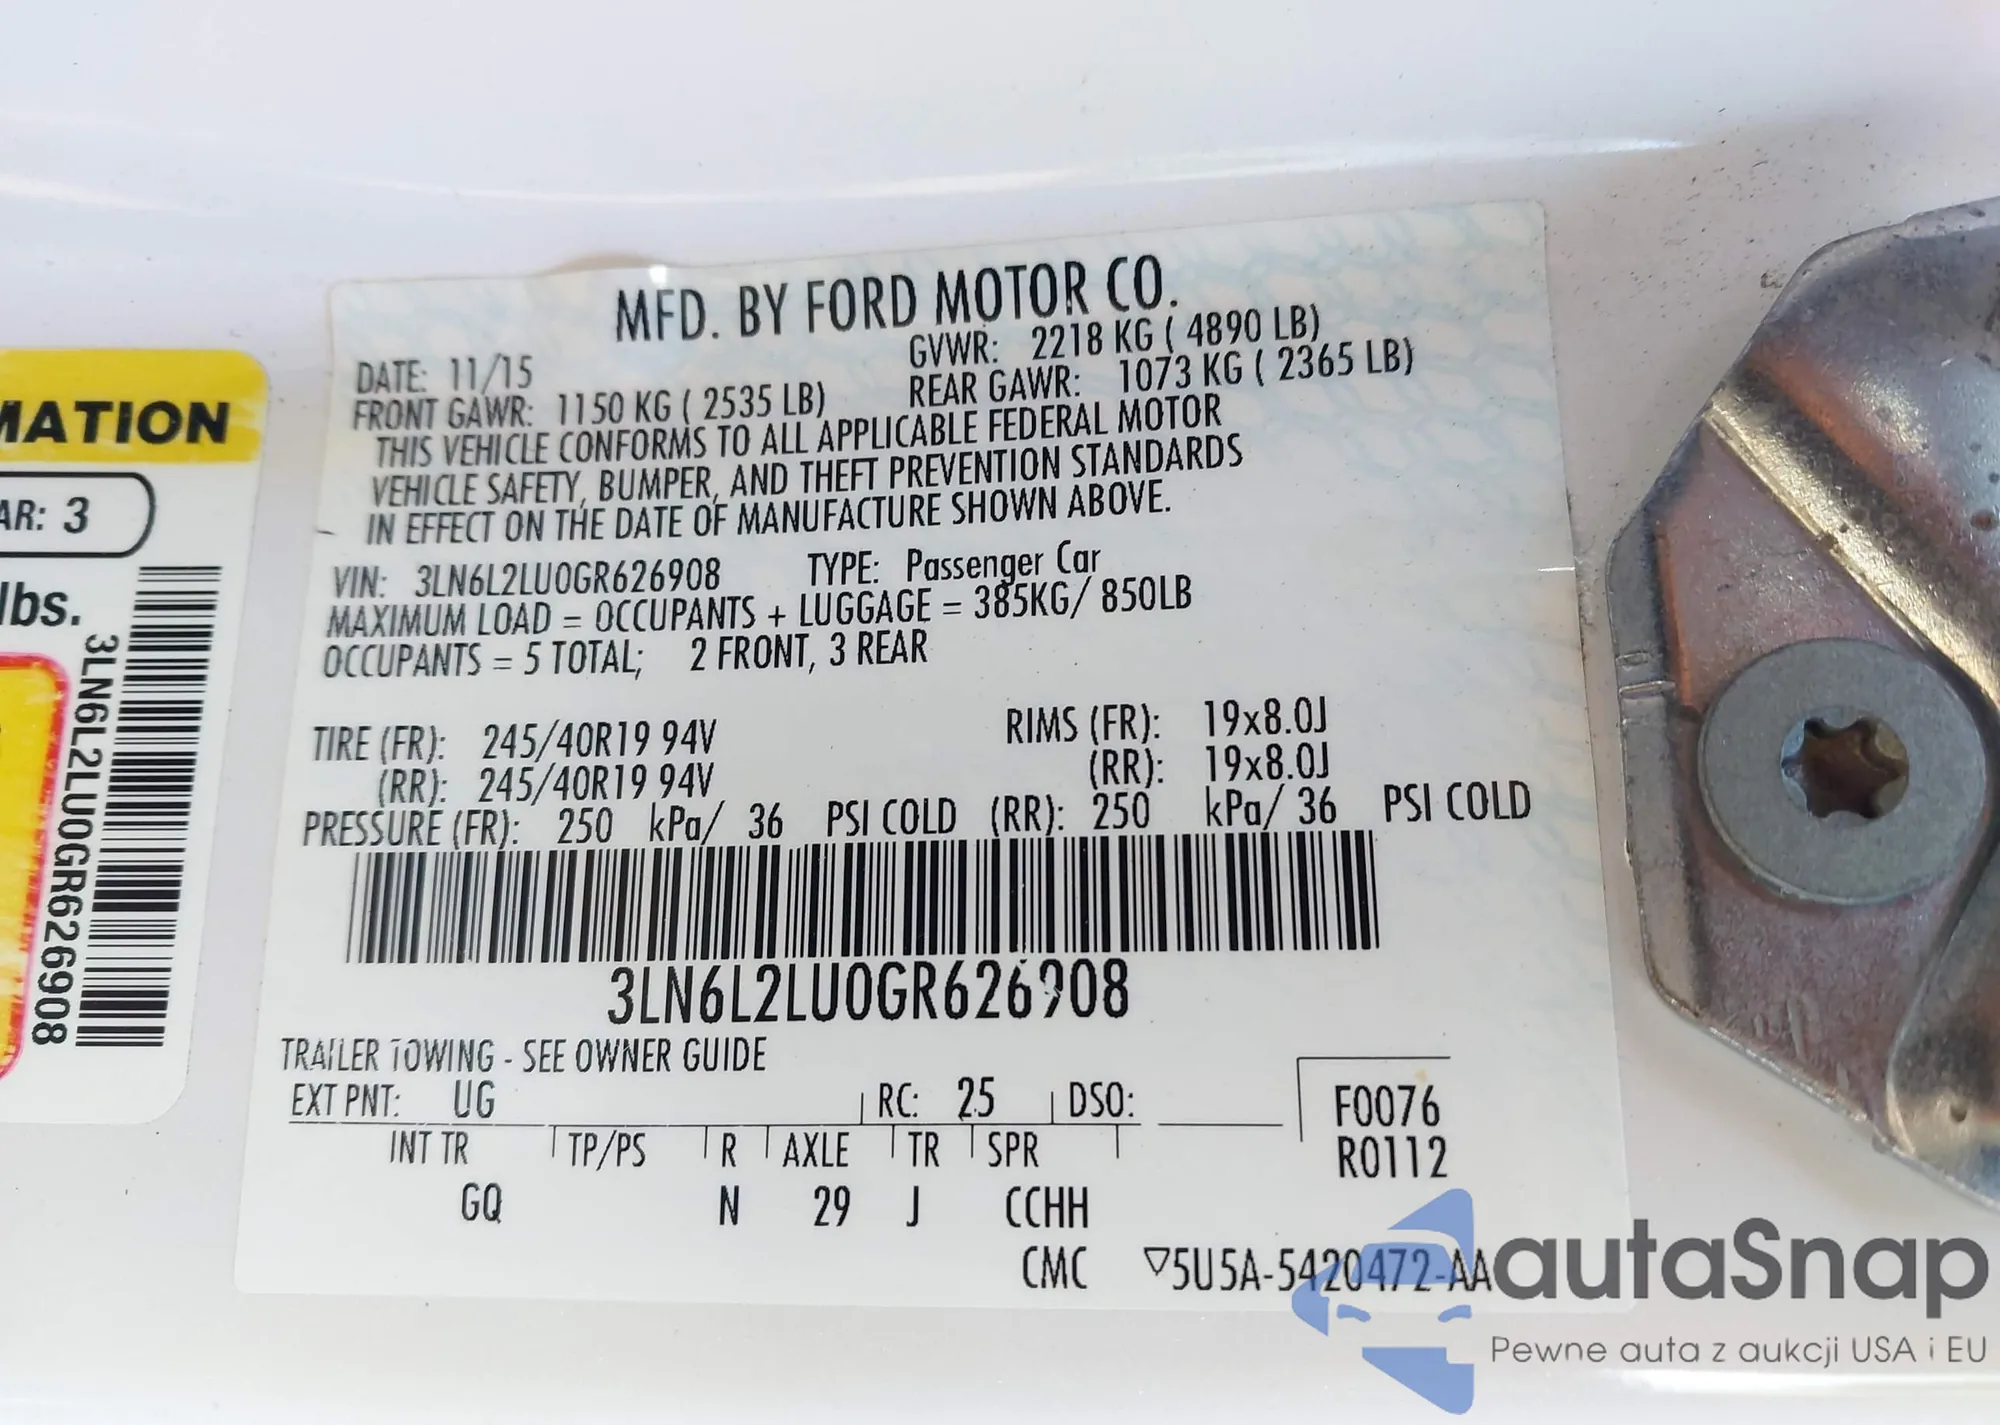 MATION
AR: 3
lbs.
3LN6L2LU0GR626908
MFD. BY FORD MOTOR CO.
DATE: 11/15 GVWR: 2218 KG ( 4890 LB)
FRONT GAWR: 1150 KG ( 2535 LB) REAR GAWR: 1073 KG ( 2365 LB)
THIS VEHICLE CONFORMS TO ALL APPLICABLE FEDERAL MOTOR
VEHICLE SAFETY, BUMPER, AND THEFT PREVENTION STANDARDS
IN EFFECT ON THE DATE OF MANUFACTURE SHOWN ABOVE.
VIN: 3LN6L2LU0GR626908 TYPE: Passenger Car
MAXIMUM LOAD = OCCUPANTS + LUGGAGE = 385KG/ 850LB
OCCUPANTS = 5 TOTAL; 2 FRONT, 3 REAR
TIRE (FR): 245/40R19 94V RIMS (FR): 19x8.0J
(RR): 245/40R19 94V (RR): 19x8.0J
PRESSURE (FR): 250 kPa/ 36 PSI COLD (RR): 250 kPa/ 36 PSI COLD
3LN6L2LU0GR626908
TRAILER TOWING - SEE OWNER GUIDE
EXT PNT: UG RC: 25 DSO: F0076
INT TR TP/PS R AXLE TR SPR R0112
GQ N 29 J CCHH
CMC ▽5U5A-5420472-AA
autaSnap
Pewne auta z aukcji USA i EU